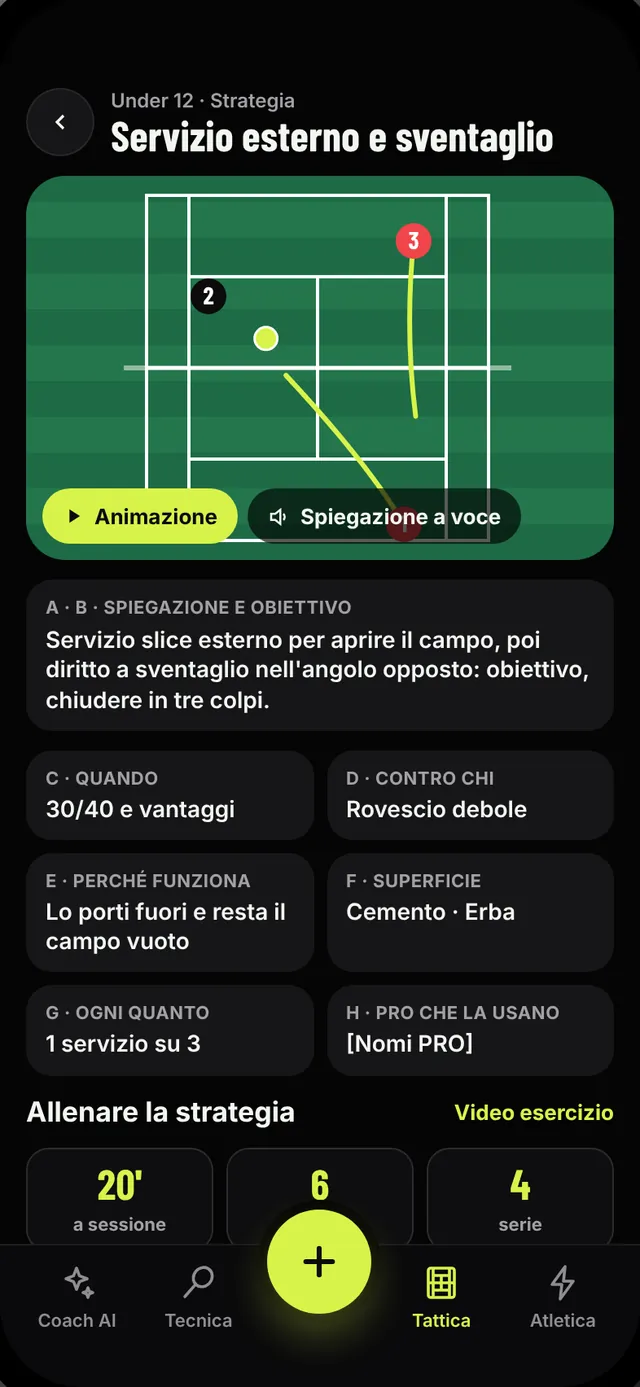 Under 12 · Strategia
Servizio esterno e sventaglio
3
2
Animazione
Spiegazione a voce
A · B · SPIEGAZIONE E OBIETTIVO
Servizio slice esterno per aprire il campo, poi
diritto a sventaglio nell'angolo opposto: obiettivo,
chiudere in tre colpi.
C · QUANDO
30/40 e vantaggi
D · CONTRO CHI
Rovescio debole
E · PERCHÉ FUNZIONA
Lo porti fuori e resta il
campo vuoto
F · SUPERFICIE
Cemento · Erba
G · OGNI QUANTO
1 servizio su 3
H · PRO CHE LA USANO
[Nomi PRO]
Allenare la strategia
Video esercizio
20'
a sessione
6
4
serie
Coach AI
Tecnica
Tattica
Atletica